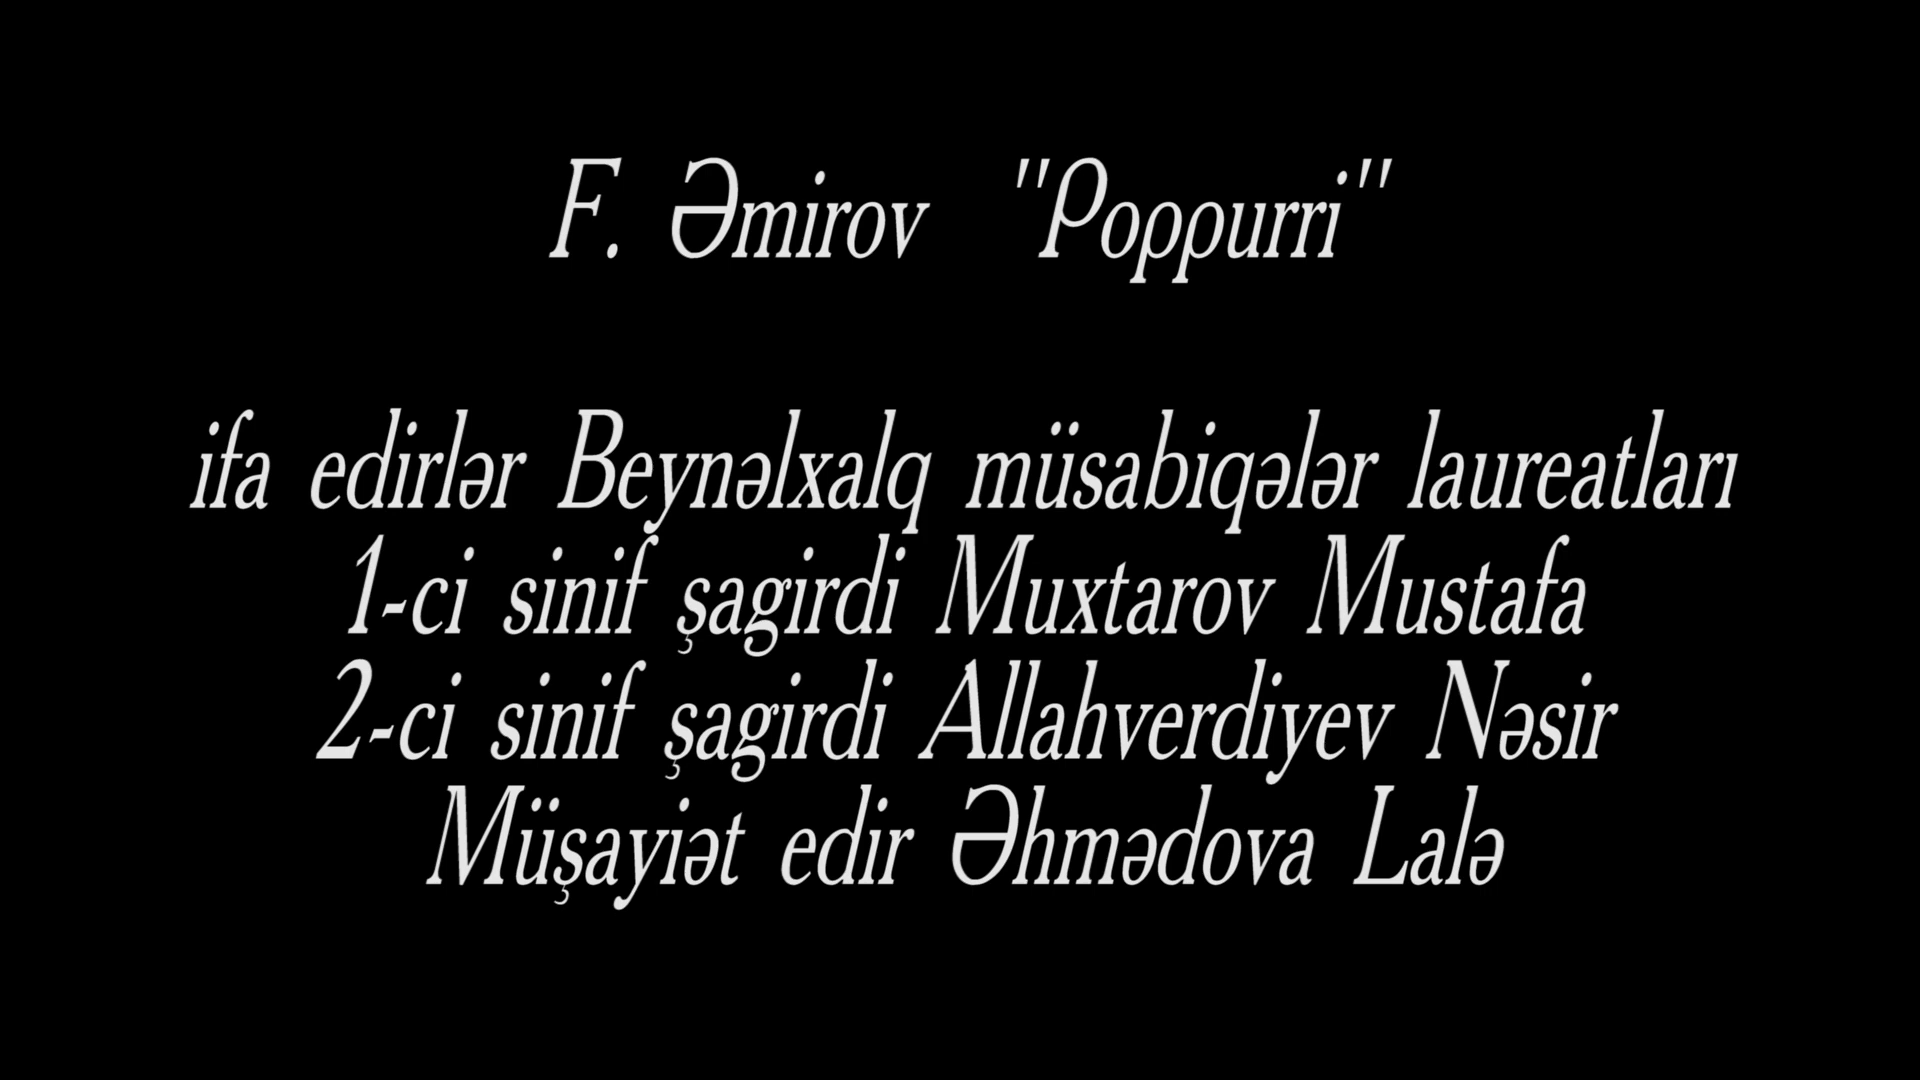 F. Əmirov "Poppurri"
ifa edirlər Beynəlxalq müsabiqələr laureatları
1-ci sinif şagirdi Muxtarov Mustafa
2-ci sinif şagirdi Allahverdiyev Nəsir
Müşayiət edir Əhmədova Lalə